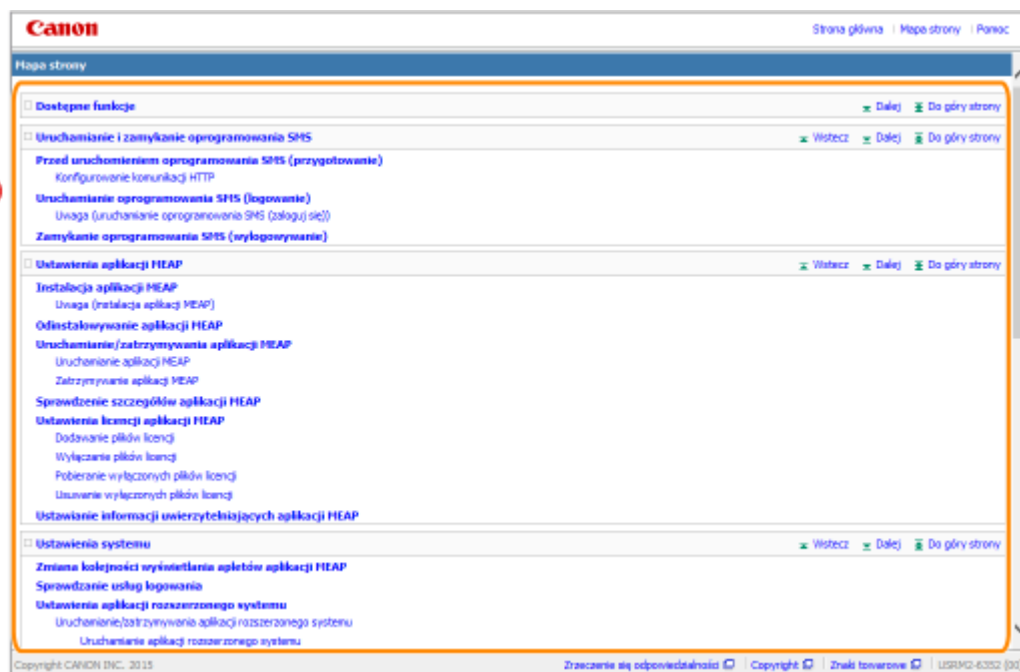 Canon
Strona główna Mapa strony Pomoc
Mapa strony
Dostępne funkcje Dalej Do góry strony
Uruchamianie i zamykanie oprogramowania SMS Wstecz Dalej Do góry strony
Przed uruchomieniem oprogramowania SMS (przygotowanie)
Konfigurowanie komunikacji HTTP
Uruchamianie oprogramowania SMS (logowanie)
Uwaga (uruchamianie oprogramowania SMS (zaloguj się))
Zamykanie oprogramowania SMS (wylogowywanie)
Ustawienia aplikacji MEAP Wstecz Dalej Do góry strony
Instalacja aplikacji MEAP
Uwaga (instalacja aplikacji MEAP)
Odinstalowywanie aplikacji MEAP
Uruchamianie/zatrzymywania aplikacji MEAP
Uruchamianie aplikacji MEAP
Zatrzymywanie aplikacji MEAP
Sprawdzenie szczegółów aplikacji MEAP
Ustawienia licencji aplikacji MEAP
Dodawanie plików licencji
Wyłączanie plików licencji
Pobieranie wyłączonych plików licencji
Usuwanie wyłączonych plików licencji
Ustawianie informacji uwierzytelniających aplikacji MEAP
Ustawienia systemu Wstecz Dalej Do góry strony
Zmiana kolejności wyświetlania apletów aplikacji MEAP
Sprawdzanie usług logowania
Ustawienia aplikacji rozszerzonego systemu
Uruchamianie/zatrzymywania aplikacji rozszerzonego systemu
Uruchamianie aplikacji rozszerzonego systemu
Copyright CANON INC. 2015 Zrzeczenie się odpowiedzialności Copyright Znaki towarowe USRM2-6332 (00